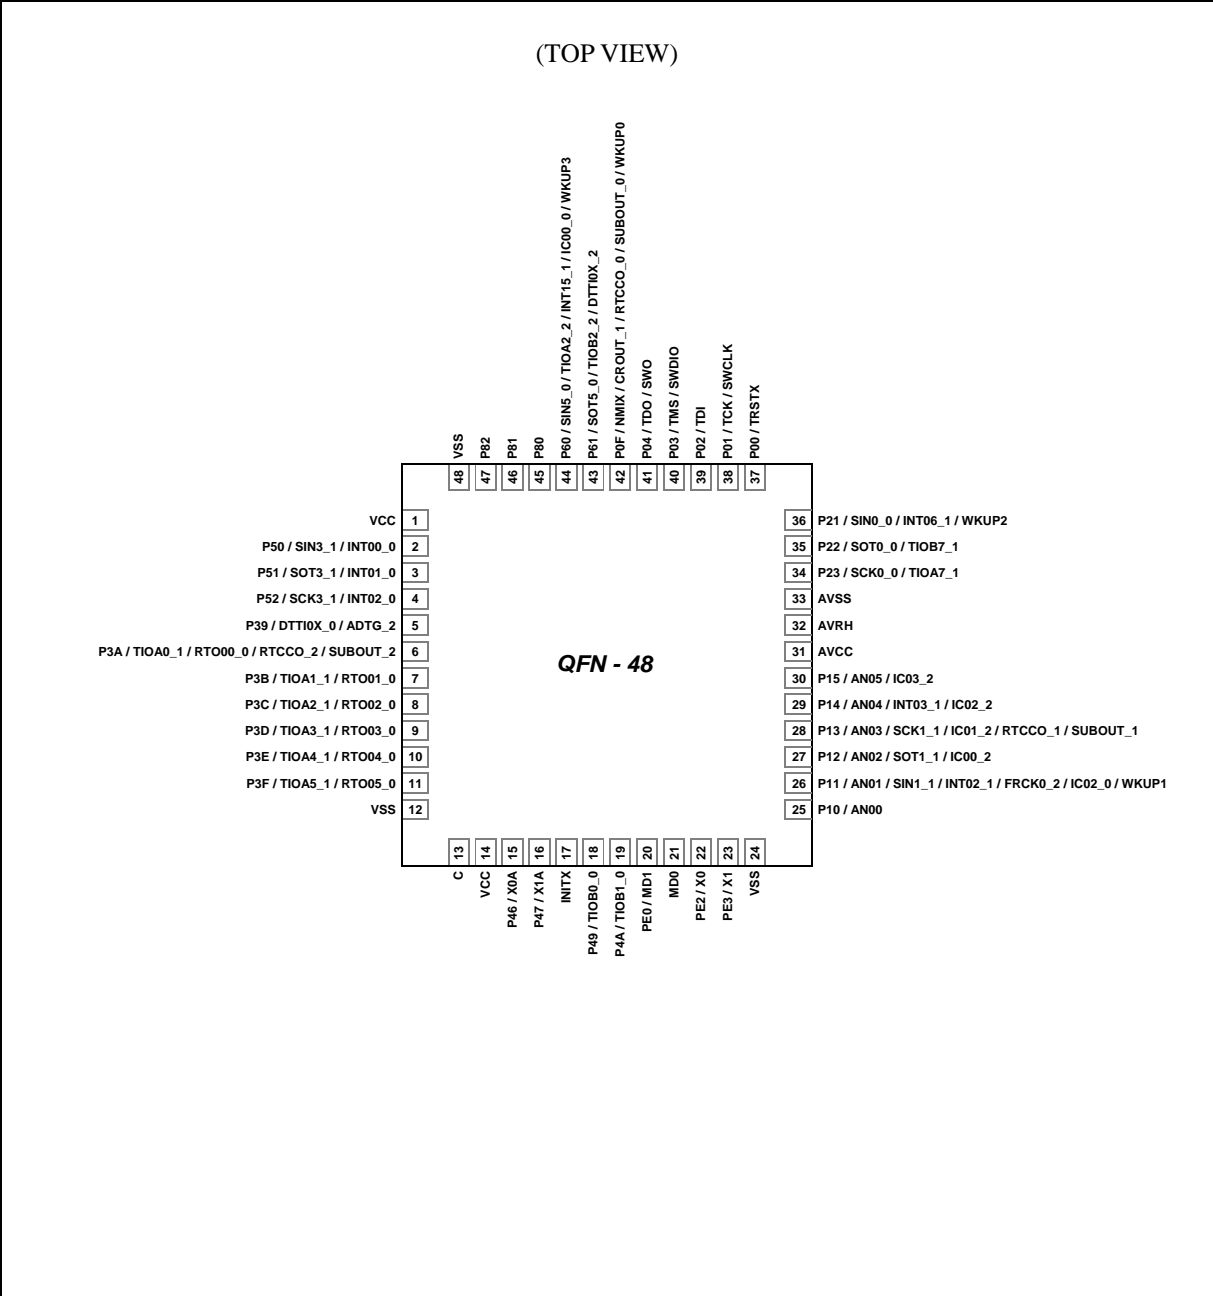 (TOP VIEW)
VSS
P82
P81
P80
P60 / SIN5_0 / TIOA2_2 / INT15_1 / IC00_0 / WKUP3
P61 / SOT5_0 / TIOB2_2 / DTTI0X_2
P0F / NMIX / CROUT_1 / RTCCO_0 / SUBOUT_0 / WKUP0
P04 / TDO / SWO
P03 / TMS / SWDIO
P02 / TDI
P01 / TCK / SWCLK
P00 / TRSTX
48
47
46
45
44
43
42
41
40
39
38
37
VCC 1
P50 / SIN3_1 / INT00_0 2
P51 / SOT3_1 / INT01_0 3
P52 / SCK3_1 / INT02_0 4
P39 / DTTI0X_0 / ADTG_2 5
P3A / TIOA0_1 / RTO00_0 / RTCCO_2 / SUBOUT_2 6
P3B / TIOA1_1 / RTO01_0 7
P3C / TIOA2_1 / RTO02_0 8
P3D / TIOA3_1 / RTO03_0 9
P3E / TIOA4_1 / RTO04_0 10
P3F / TIOA5_1 / RTO05_0 11
VSS 12
QFN - 48
36 P21 / SIN0_0 / INT06_1 / WKUP2
35 P22 / SOT0_0 / TIOB7_1
34 P23 / SCK0_0 / TIOA7_1
33 AVSS
32 AVRH
31 AVCC
30 P15 / AN05 / IC03_2
29 P14 / AN04 / INT03_1 / IC02_2
28 P13 / AN03 / SCK1_1 / IC01_2 / RTCCO_1 / SUBOUT_1
27 P12 / AN02 / SOT1_1 / IC00_2
26 P11 / AN01 / SIN1_1 / INT02_1 / FRCK0_2 / IC02_0 / WKUP1
25 P10 / AN00
13
14
15
16
17
18
19
20
21
22
23
24
C
VCC
P46 / X0A
P47 / X1A
INITX
P49 / TIOB0_0
P4A / TIOB1_0
PE0 / MD1
MD0
PE2 / X0
PE3 / X1
VSS